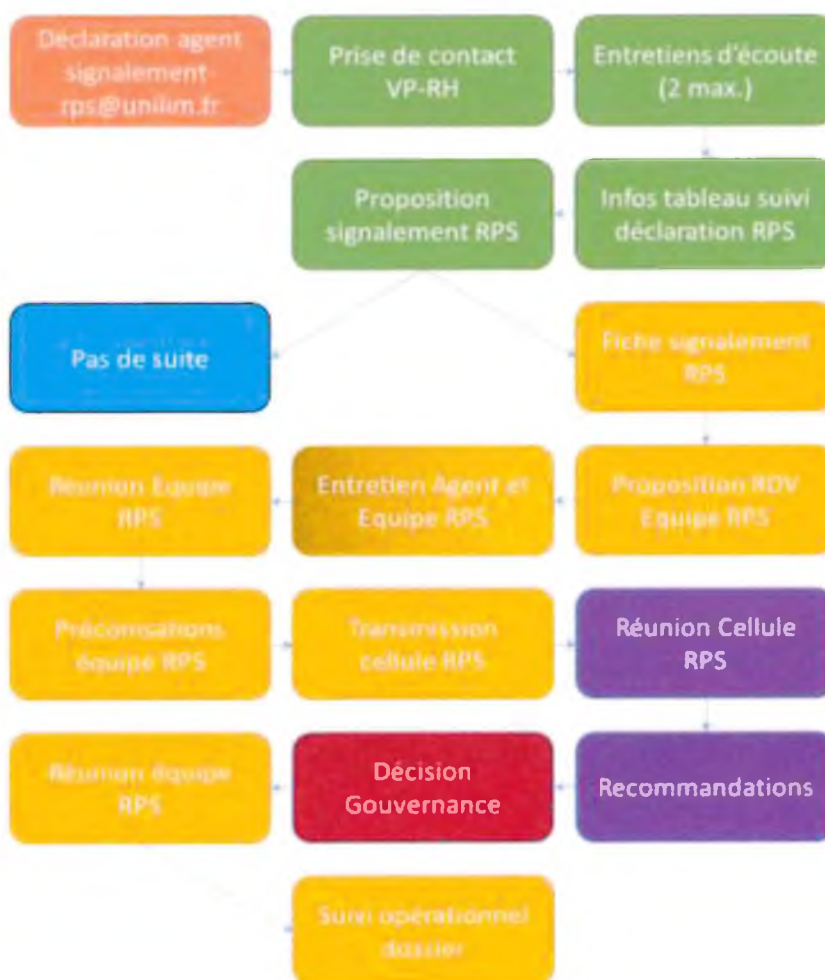 Déclaration agent
signalement-
rps@unilim.fr
Prise de contact
VP-RH
Entretiens d'écoute
(2 max.)
Proposition
signalement RPS
Infos tableau suivi
déclaration RPS
Pas de suite
Fiche signalement
RPS
Réunion Equipe
RPS
Entretien Agent et
Equipe RPS
Proposition RDV
Equipe RPS
Préconisations
équipe RPS
Transmission
cellule RPS
Réunion Cellule
RPS
Réunion équipe
RPS
Décision
Gouvernance
Recommandations
Suivi opérationnel
dossier